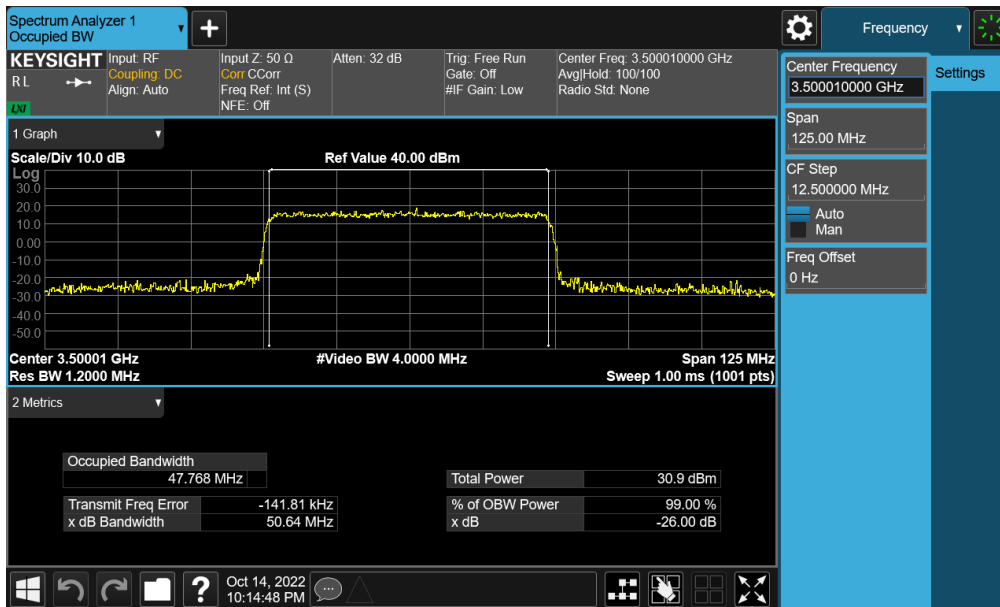 Spectrum Analyzer 1
Occupied BW
Frequency
KEYSIGHT
R L
LXI
Input: RF
Coupling: DC
Align: Auto
Input Z: 50 Ω
Corr CCorr
Freq Ref: Int (S)
NFE: Off
Atten: 32 dB
Trig: Free Run
Gate: Off
#IF Gain: Low
Center Freq: 3.500010000 GHz
Avg|Hold: 100/100
Radio Std: None
Center Frequency
3.500010000 GHz
Settings
Span
125.00 MHz
CF Step
12.500000 MHz
Auto
Man
Freq Offset
0 Hz
1 Graph
Scale/Div 10.0 dB
Ref Value 40.00 dBm
Log
30.0
20.0
10.0
0.00
-10.0
-20.0
-30.0
-40.0
-50.0
Center 3.50001 GHz
#Video BW 4.0000 MHz
Span 125 MHz
Res BW 1.2000 MHz
Sweep 1.00 ms (1001 pts)
2 Metrics
Occupied Bandwidth
47.768 MHz
Total Power 30.9 dBm
Transmit Freq Error -141.81 kHz
% of OBW Power 99.00 %
x dB Bandwidth 50.64 MHz
x dB -26.00 dB
?
Oct 14, 2022
10:14:48 PM